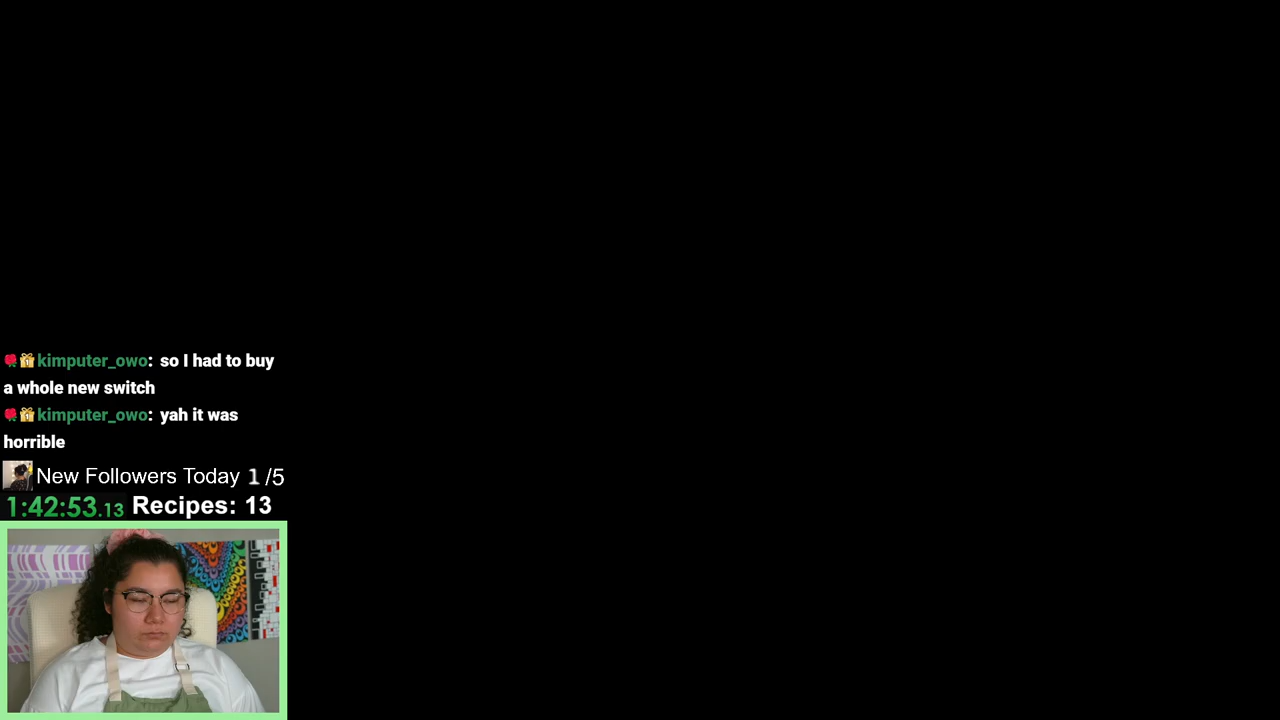 kimputer_owo: so I had to buy
a whole new switch
kimputer_owo: yah it was
horrible
New Followers Today 1 /5
1:42:53.13 Recipes: 13